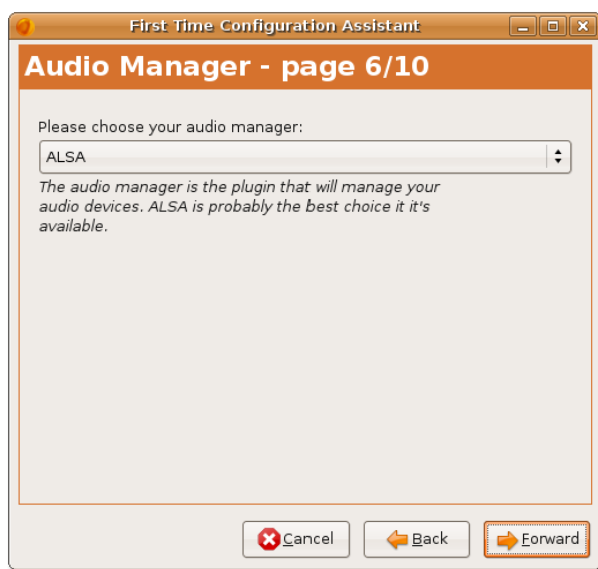 First Time Configuration Assistant
Audio Manager - page 6/10
Please choose your audio manager:
ALSA
The audio manager is the plugin that will manage your
audio devices. ALSA is probably the best choice it it's
available.
Cancel
Back
Forward